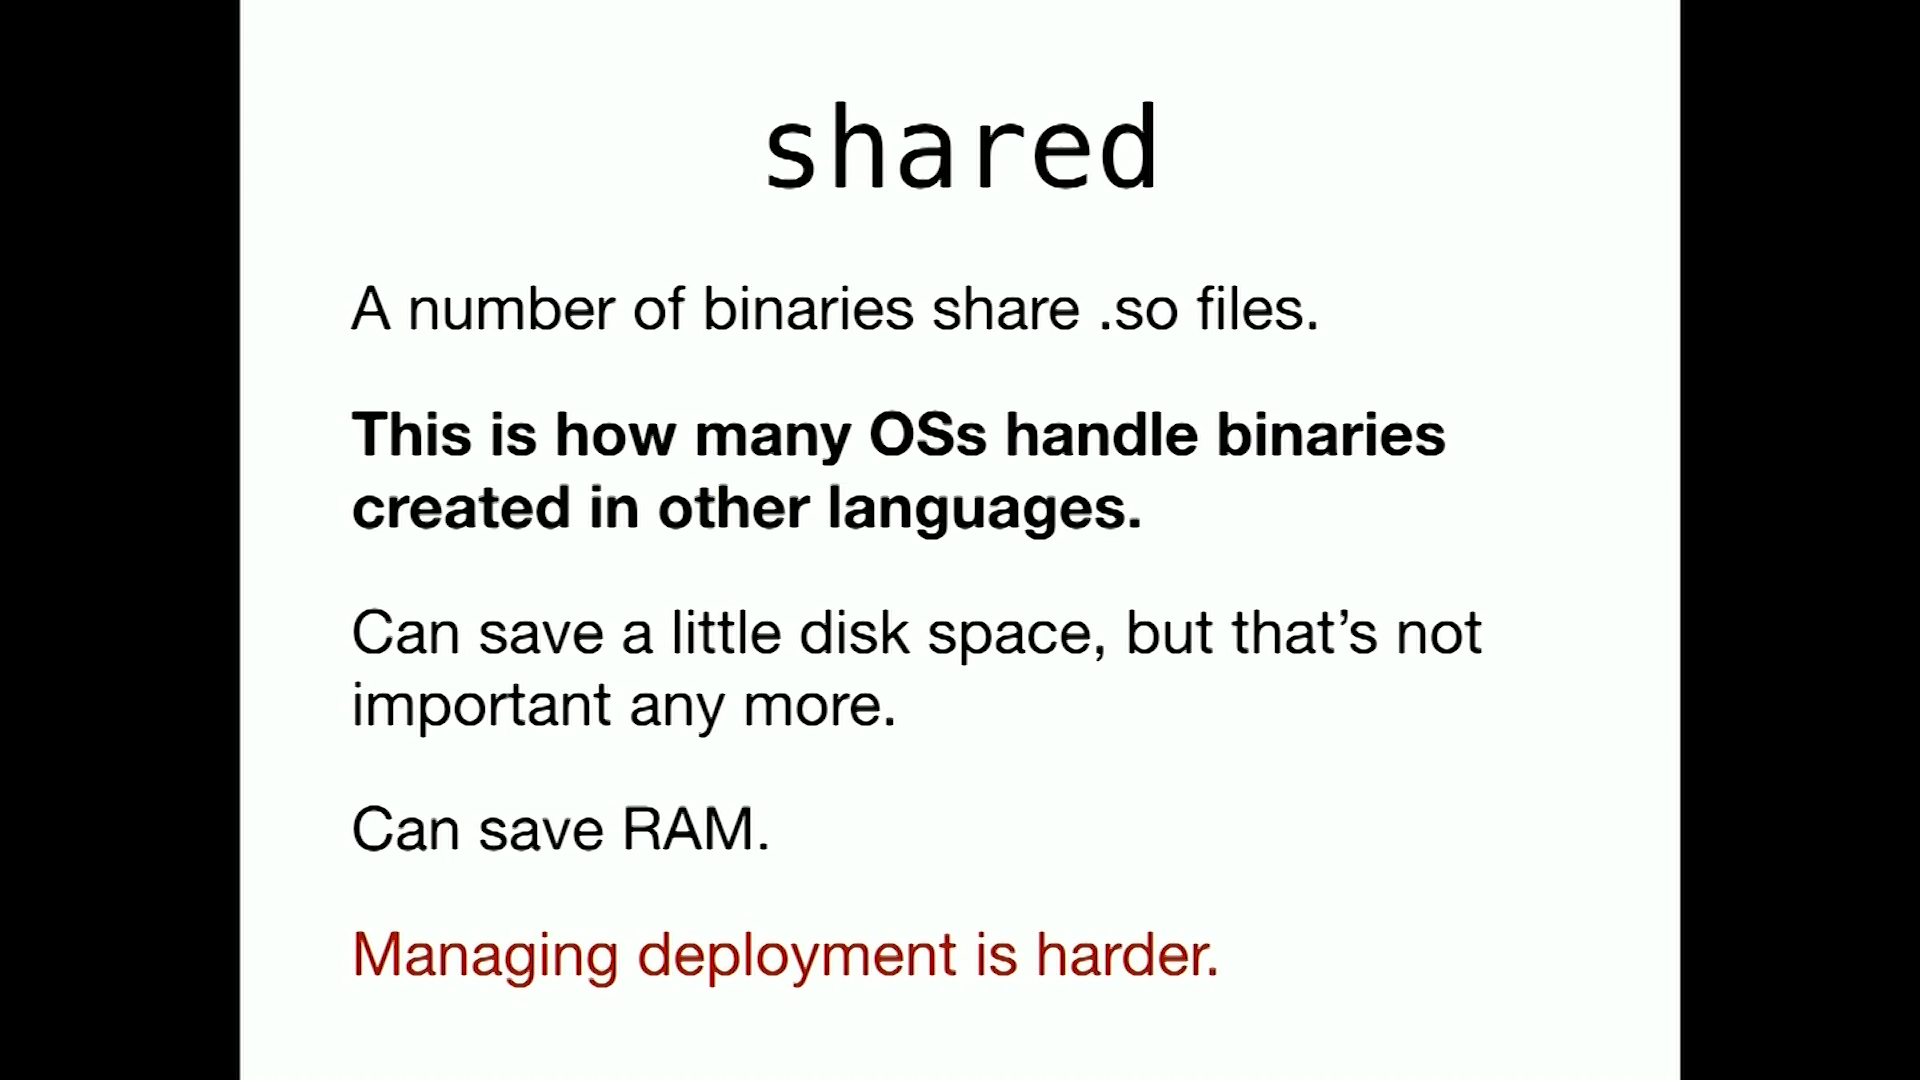 shared
A number of binaries share .so files.
This is how many OSs handle binaries
created in other languages.
Can save a little disk space, but that’s not
important any more.
Can save RAM.
Managing deployment is harder.